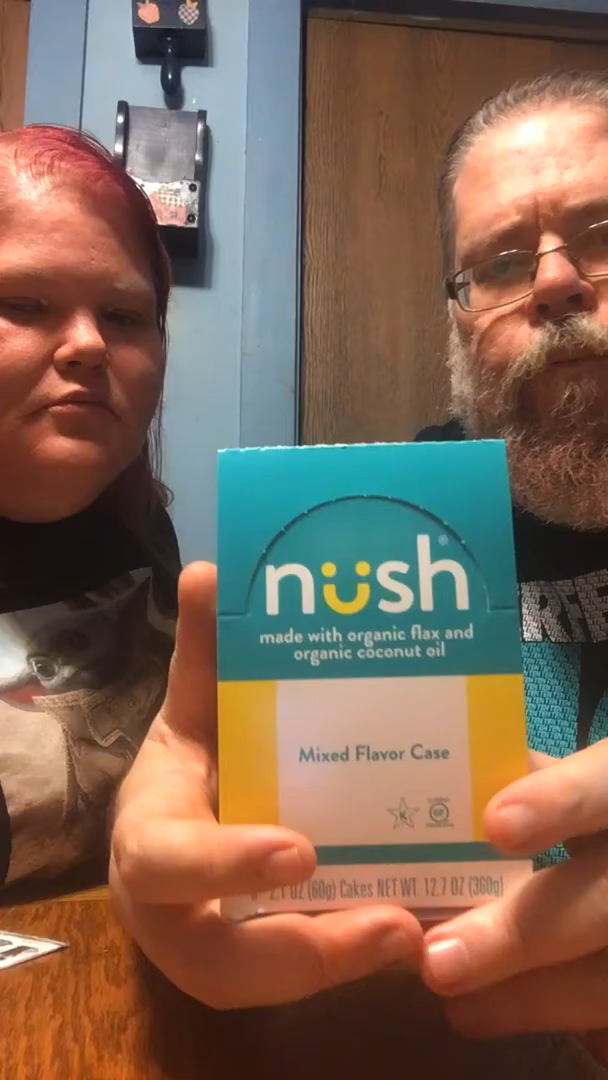 nüsh®
made with organic flax and
organic coconut oil
Mixed Flavor Case
K
2.1 OZ (60g) Cakes NET WT. 12.7 OZ (360g)